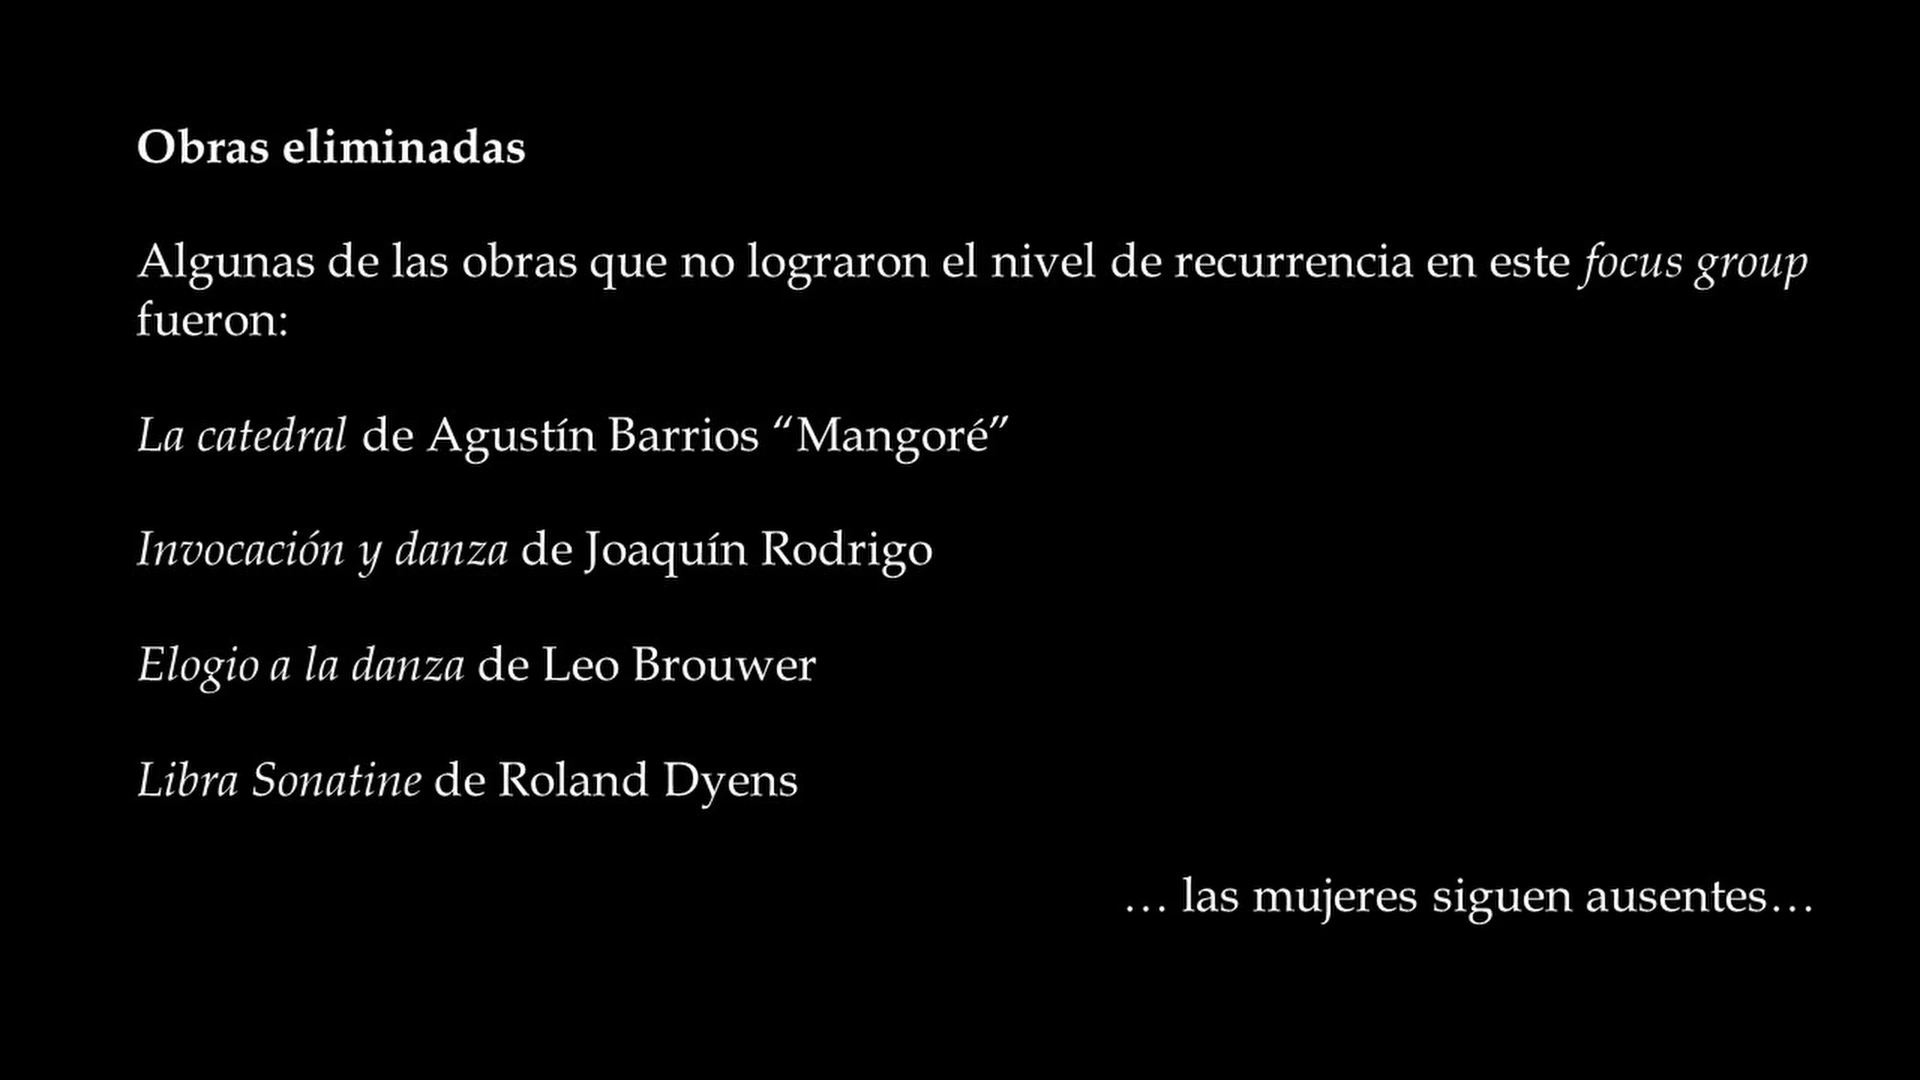 Obras eliminadas
Algunas de las obras que no lograron el nivel de recurrencia en este focus group
fueron:
La catedral de Agustín Barrios “Mangoré”
Invocación y danza de Joaquín Rodrigo
Elogio a la danza de Leo Brouwer
Libra Sonatine de Roland Dyens
… las mujeres siguen ausentes…